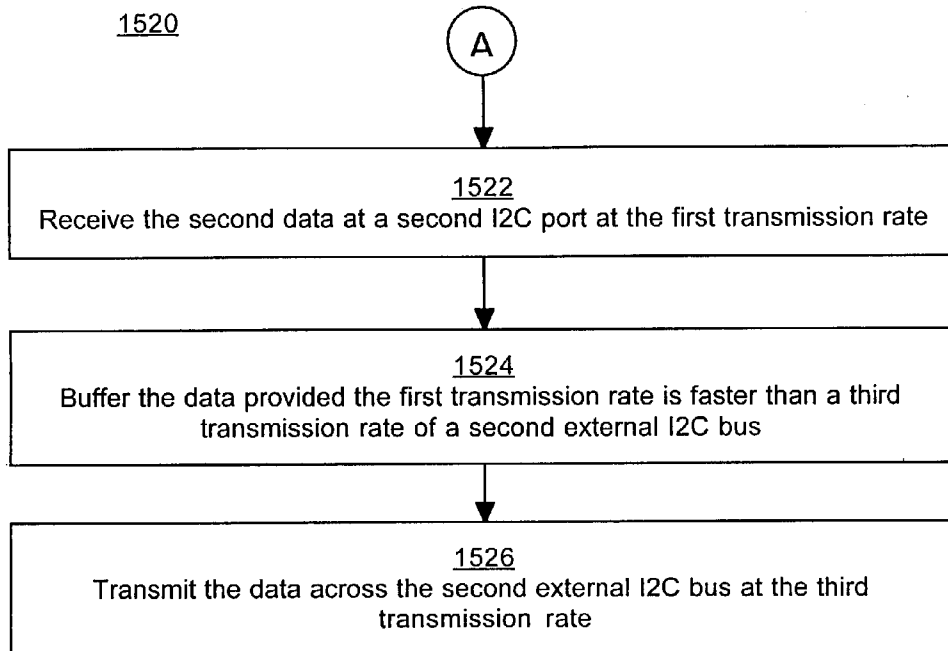 1520
A
1522
Receive the second data at a second I2C port at the first transmission rate
1524
Buffer the data provided the first transmission rate is faster than a third
transmission rate of a second external I2C bus
1526
Transmit the data across the second external I2C bus at the third
transmission rate